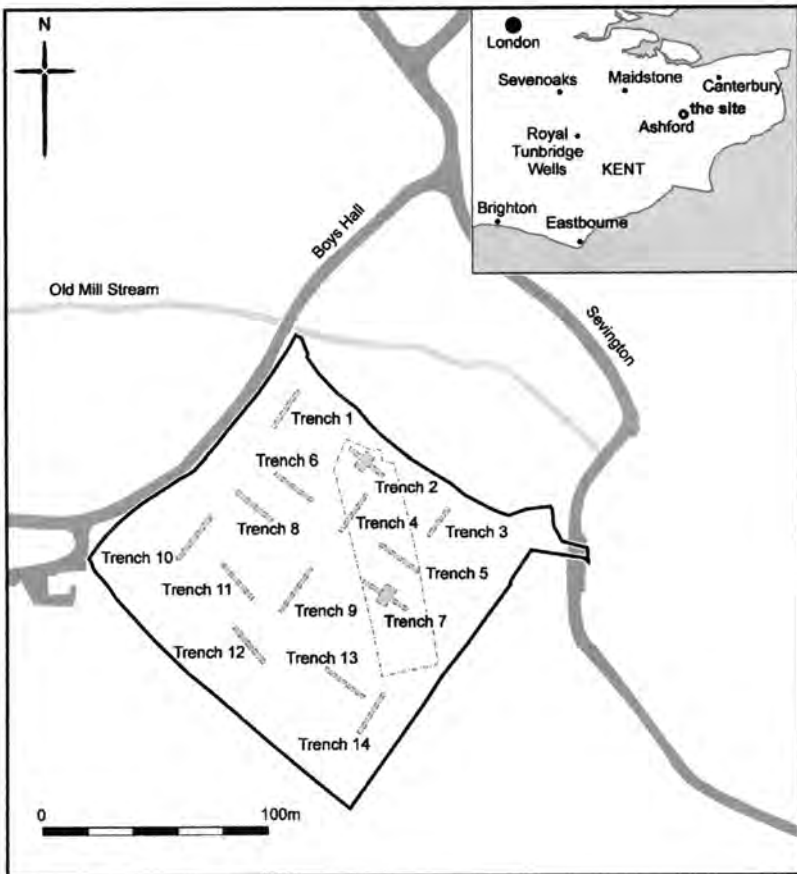 N
London
Sevenoaks
Maidstone
Canterbury
the site
Ashford
Royal
Tunbridge
Wells
KENT
Brighton
Eastbourne
Boys Hall
Old Mill Stream
Sevington
Trench 1
Trench 6
Trench 2
Trench 8
Trench 4
Trench 3
Trench 10
Trench 5
Trench 11
Trench 9
Trench 7
Trench 12
Trench 13
Trench 14
0
100m